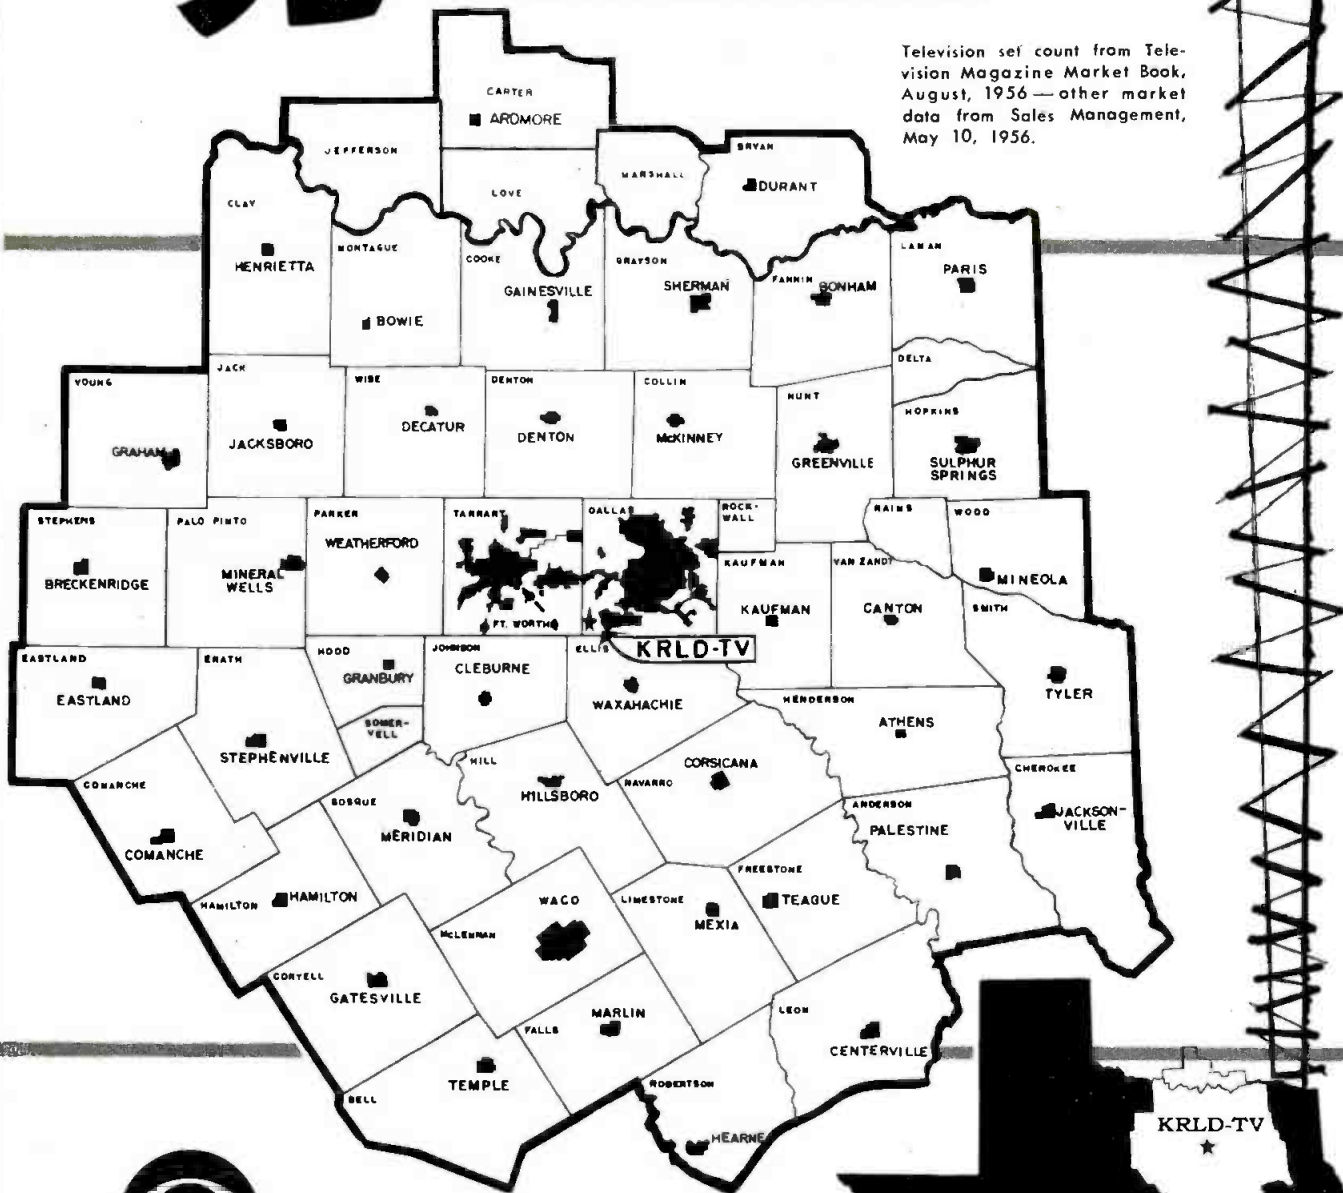 Television set count from Tele-
vision Magazine Market Book,
August, 1956 — other market
data from Sales Management,
May 10, 1956.
CARTER
ARDMORE
JEFFERSON
LOVE
MARSHALL
BRYAN
DURANT
CLAY
HENRIETTA
MONTAGUE
BOWIE
COOKE
GAINESVILLE
GRAYSON
SHERMAN
FANNIN
BONHAM
LAMAR
PARIS
DELTA
YOUNG
GRAHAM
JACK
JACKSBORO
WISE
DECATUR
DENTON
DENTON
COLLIN
McKINNEY
HUNT
GREENVILLE
HOPKINS
SULPHUR
SPRINGS
STEPHENS
BRECKENRIDGE
PALO PINTO
MINERAL
WELLS
PARKER
WEATHERFORD
TARRANT
FT. WORTH
DALLAS
ROCK-
WALL
KAUFMAN
KAUFMAN
VAN ZANDT
CANTON
RAINS
WOOD
MINEOLA
SMITH
TYLER
KRLD-TV
EASTLAND
EASTLAND
ERATH
STEPHENVILLE
HOOD
GRANBURY
SOMER-
VELL
JOHNSON
CLEBURNE
ELLIS
WAXAHACHIE
HENDERSON
ATHENS
COMANCHE
COMANCHE
BOSQUE
MERIDIAN
HILL
HILLSBORO
NAVARRO
CORSICANA
ANDERSON
PALESTINE
CHEROKEE
JACKSON-
VILLE
HAMILTON
HAMILTON
McLENNAN
WACO
LIMESTONE
MEXIA
FREESTONE
TEAGUE
CORYELL
GATESVILLE
FALLS
MARLIN
LEON
CENTERVILLE
BELL
TEMPLE
ROBERTSON
HEARNE
KRLD-TV